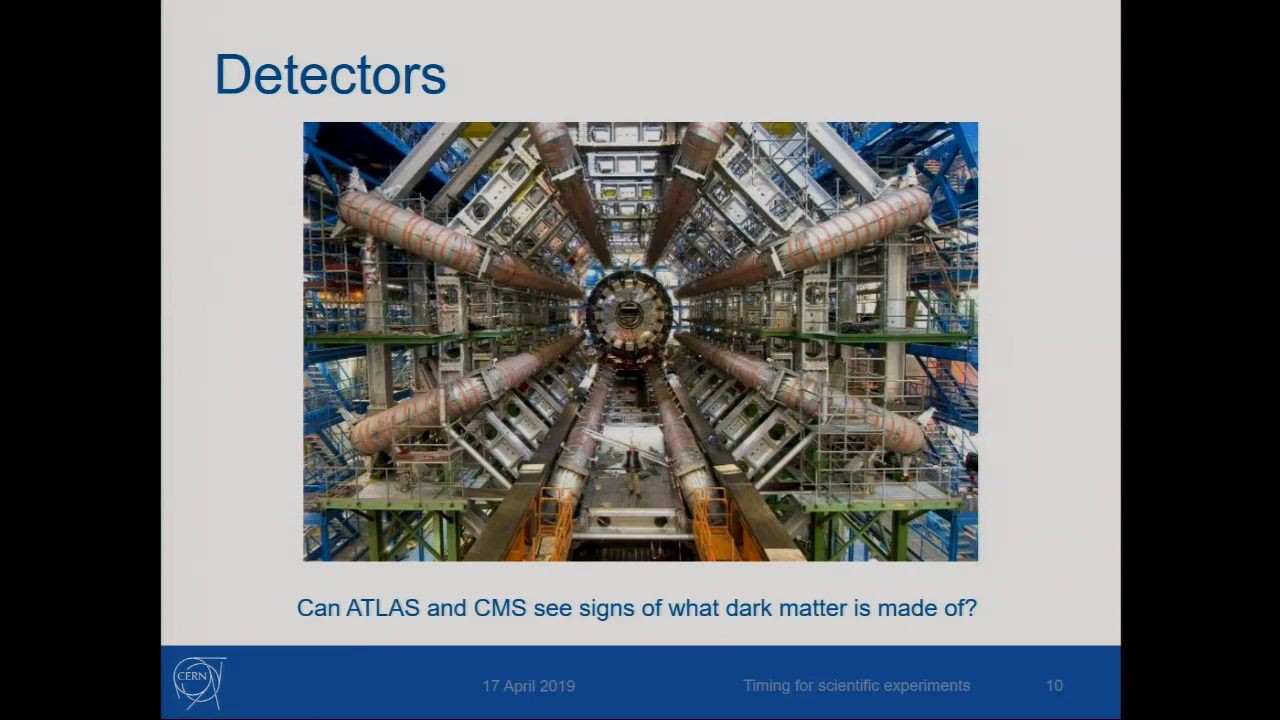 Detectors
Can ATLAS and CMS see signs of what dark matter is made of?
CERN
17 April 2019
Timing for scientific experiments
10